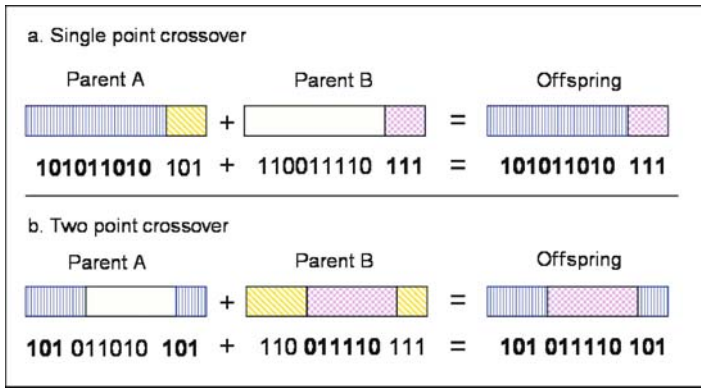 a. Single point crossover
Parent A Parent B Offspring
+ =
101011010 101 + 110011110 111 = 101011010 111
b. Two point crossover
Parent A Parent B Offspring
+ =
101 011010 101 + 110 011110 111 = 101 011110 101